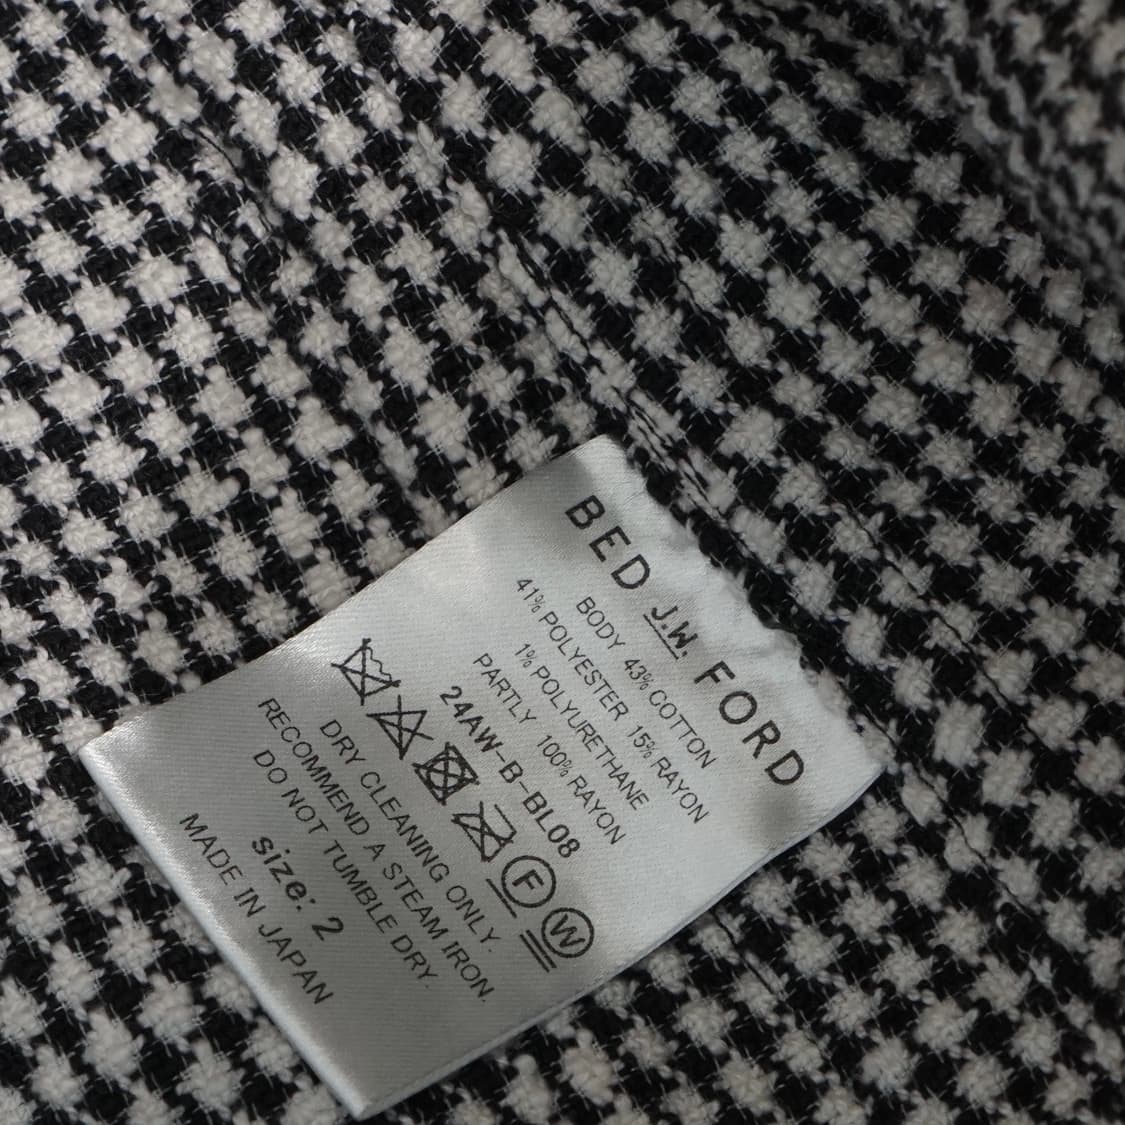 BED J.W. FORD
BODY 43% COTTON
41% POLYESTER 15% RAYON
1% POLYURETHANE
PARTLY 100% RAYON
24AW-B-BL08
F W
DRY CLEANING ONLY.
RECOMMEND A STEAM IRON.
DO NOT TUMBLE DRY.
size: 2
MADE IN JAPAN